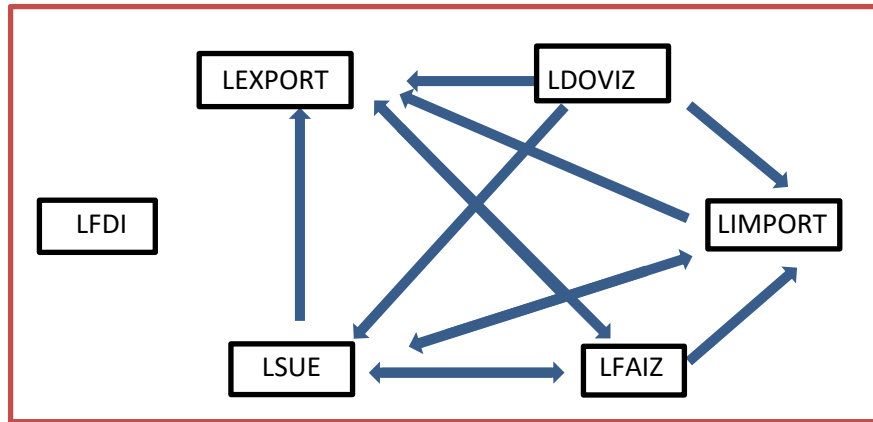 LEXPORT
LDOVIZ
LFDI
LIMPORT
LSUE
LFAIZ